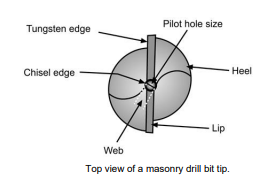 Tungsten edge
Pilot hole size
Chisel edge
Heel
Web
Lip
Top view of a masonry drill bit tip.